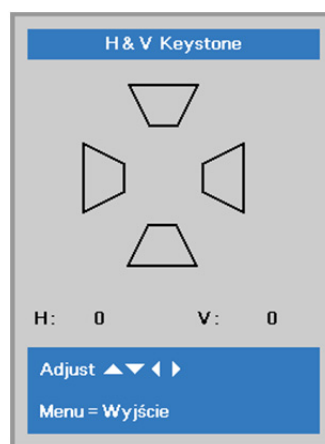 H & V Keystone
H: 0 V: 0
Adjust ▲▼◀▶
Menu = Wyjście